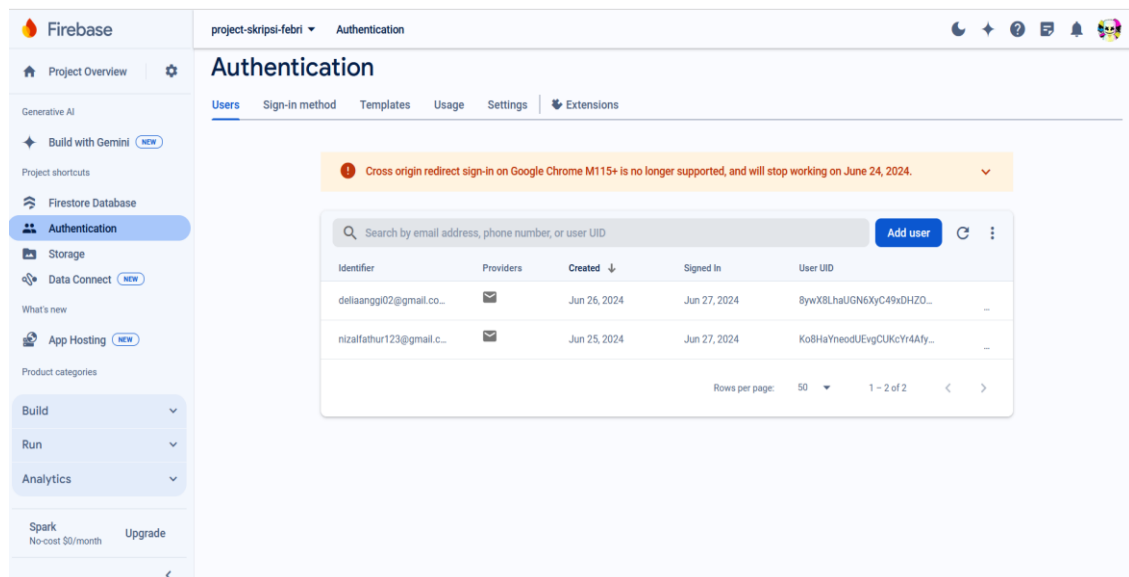 Firebase
project-skripsi-febri
Authentication
Project Overview
Authentication
Users
Sign-in method
Templates
Usage
Settings
Extensions
Generative AI
Build with Gemini NEW
Project shortcuts
Firestore Database
Authentication
Storage
Data Connect NEW
What's new
App Hosting NEW
Product categories
Build
Run
Analytics
Spark
No-cost $0/month
Upgrade
Cross origin redirect sign-in on Google Chrome M115+ is no longer supported, and will stop working on June 24, 2024.
Search by email address, phone number, or user UID
Add user
Identifier Providers Created Signed In User UID
deliaanggi02@gmail.co... Jun 26, 2024 Jun 27, 2024 8ywX8LhaUGN6XyC49xDHZO...
nizalfathur123@gmail.c... Jun 25, 2024 Jun 27, 2024 Ko8HaYneodUEvgCUKcYr4Afy...
Rows per page: 50 1 – 2 of 2